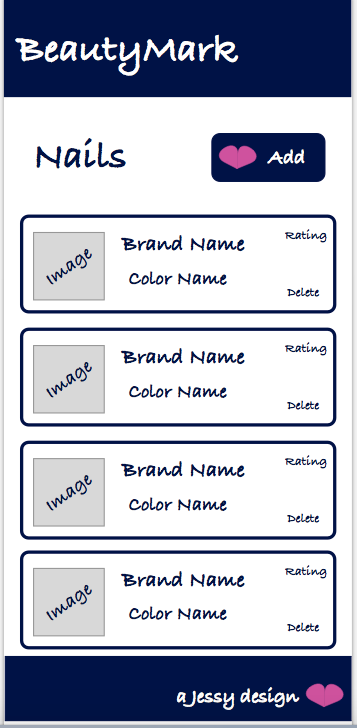 BeautyMark
Nails
Add
Image
Brand Name
Color Name
Rating
Delete
Image
Brand Name
Color Name
Rating
Delete
Image
Brand Name
Color Name
Rating
Delete
Image
Brand Name
Color Name
Rating
Delete
aJessy design